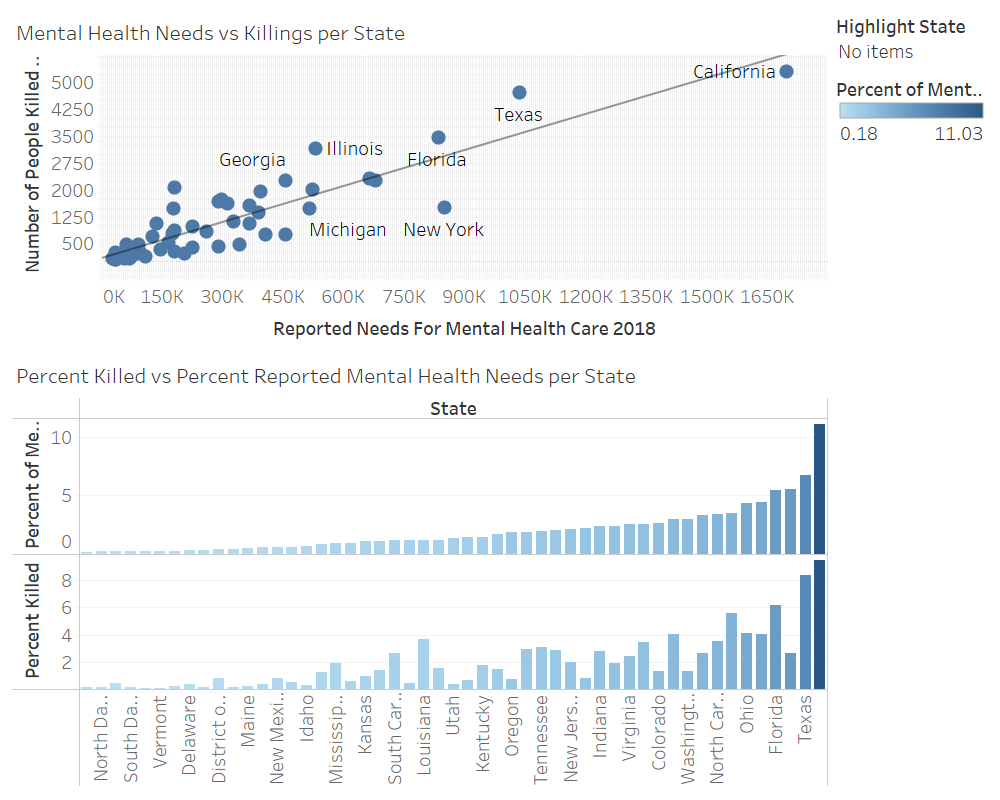 Mental Health Needs vs Killings per State
Number of People Killed ..
5000
4250
3500
2750
2000
1250
500
California
Texas
Illinois
Georgia
Florida
Michigan
New York
0K 150K 300K 450K 600K 750K 900K 1050K 1200K 1350K 1500K 1650K
Reported Needs For Mental Health Care 2018
Highlight State
No items
Percent of Ment..
0.18 11.03
Percent Killed vs Percent Reported Mental Health Needs per State
State
Percent of Me..
10
5
0
Percent Killed
8
6
4
2
North Da..
South Da..
Vermont
Delaware
District o..
Maine
New Mexi..
Idaho
Mississip..
Kansas
South Car..
Louisiana
Utah
Kentucky
Oregon
Tennessee
New Jers..
Indiana
Virginia
Colorado
Washingt..
North Car..
Ohio
Florida
Texas